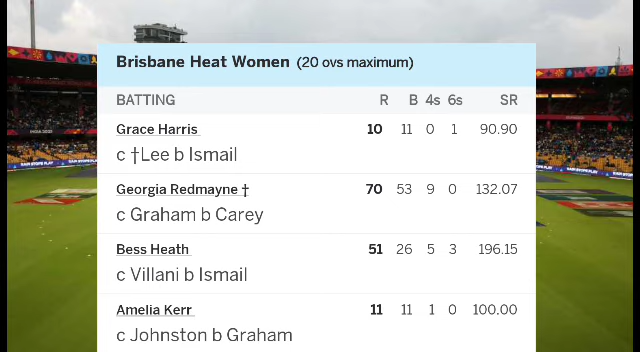 Brisbane Heat Women (20 ovs maximum)
BATTING R B 4s 6s SR
Grace Harris 10 11 0 1 90.90
c †Lee b Ismail
Georgia Redmayne † 70 53 9 0 132.07
c Graham b Carey
Bess Heath 51 26 5 3 196.15
c Villani b Ismail
Amelia Kerr 11 11 1 0 100.00
c Johnston b Graham